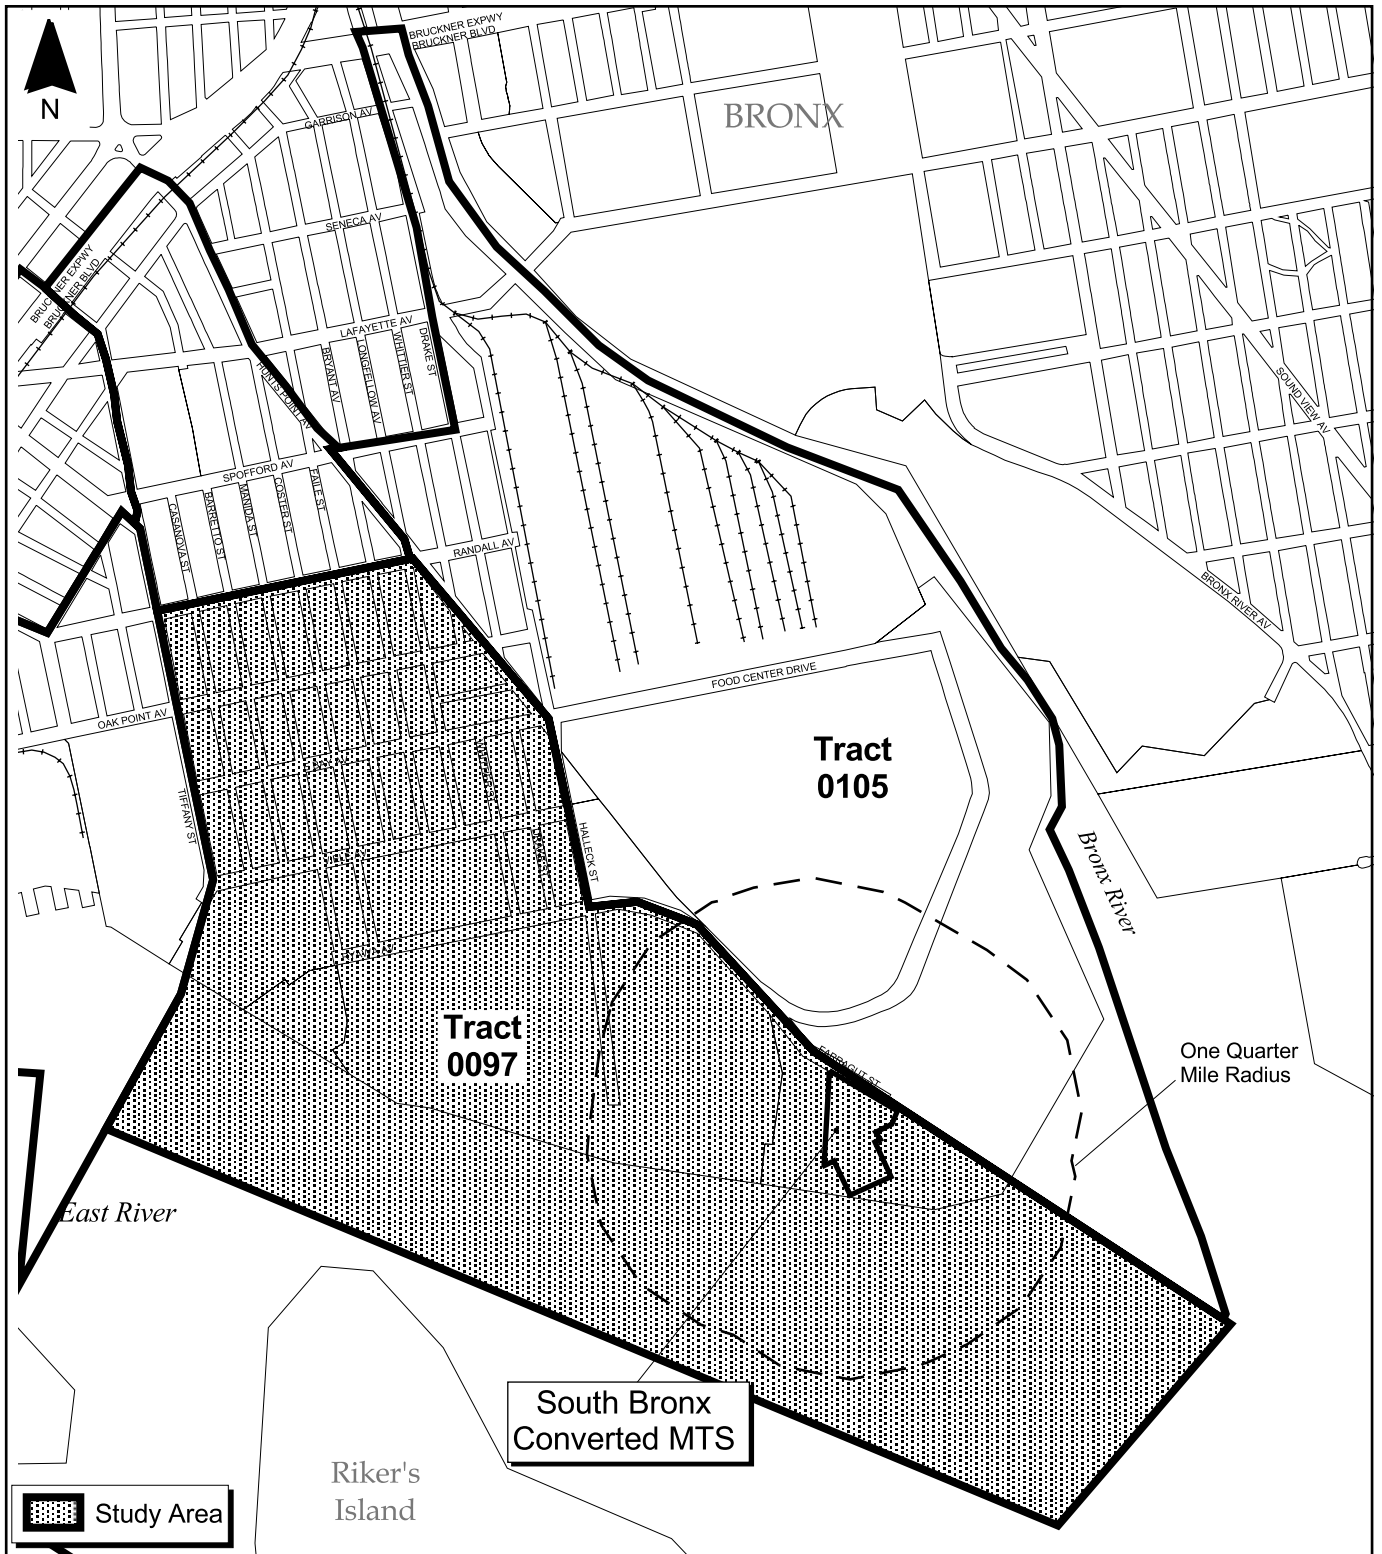 BRUCKNER EXPWY
BRUCKNER BLVD
N
BRONX
GARRISON AV
SENECA AV
BRUCKNER EXPWY
BRUCKNER BLVD
LAFAYETTE AV
DRAKE ST
WHITTIER ST
LONGFELLOW AV
BRYANT AV
HUNTS POINT AV
SOUND VIEW AV
SPOFFORD AV
FAILE ST
COSTER ST
MANIDA ST
BARRETTO ST
CASANOVA ST
RANDALL AV
BRONX RIVER AV
FOOD CENTER DRIVE
OAK POINT AV
Tract
0105
TIFFANY ST
HALLECK ST
VIELE AV
RYAWA AV
Bronx River
Tract
0097
FARRAGUT ST
One Quarter
Mile Radius
East River
South Bronx
Converted MTS
Riker's
Island
Study Area